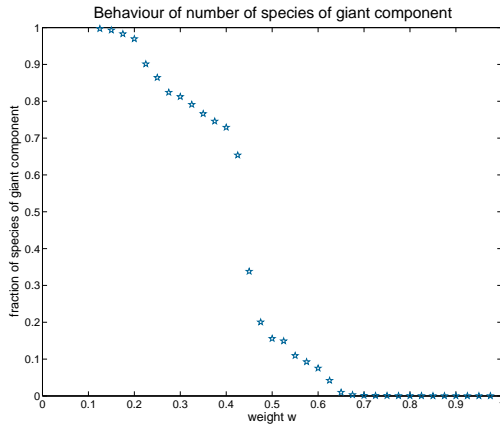 Behaviour of number of species of giant component
1
0.9
0.8
0.7
0.6
0.5
0.4
0.3
0.2
0.1
0
fraction of species of giant component
0 0.1 0.2 0.3 0.4 0.5 0.6 0.7 0.8 0.9
weight w